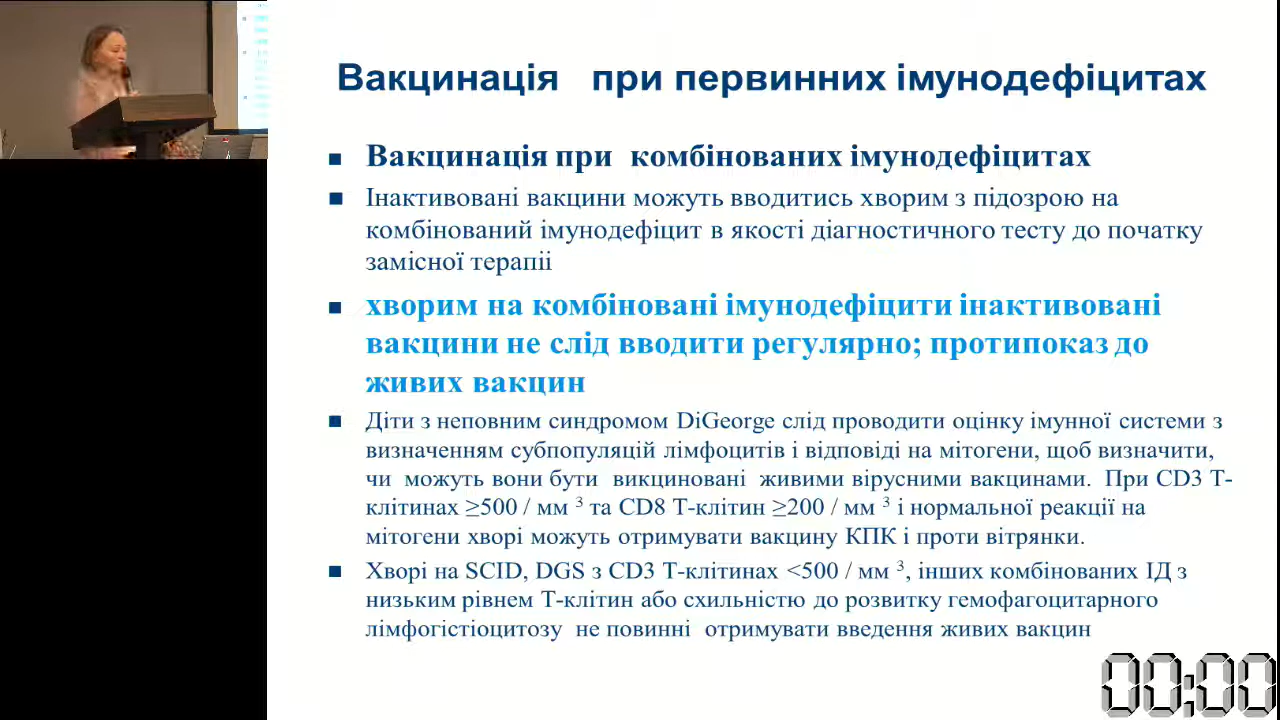 Вакцинація при первинних імунодефіцитах
Вакцинація при комбінованих імунодефіцитах
Інактивовані вакцини можуть вводитись хворим з підозрою на
комбінований імунодефіцит в якості діагностичного тесту до початку
замісної терапіі
хворим на комбіновані імунодефіцити інактивовані
вакцини не слід вводити регулярно; протипоказ до
живих вакцин
Діти з неповним синдромом DiGeorge слід проводити оцінку імунної системи з
визначенням субпопуляцій лімфоцитів і відповіді на мітогени, щоб визначити,
чи можуть вони бути викциновані живими вірусними вакцинами. При CD3 Т-
клітинах ≥500 / мм ³ та CD8 Т-клітин ≥200 / мм ³ і нормальної реакції на
мітогени хворі можуть отримувати вакцину КПК і проти вітрянки.
Хворі на SCID, DGS з CD3 Т-клітинах <500 / мм ³, інших комбінованих ІД з
низьким рівнем Т-клітин або схильністю до розвитку гемофагоцитарного
лімфогістіоцитозу не повинні отримувати введення живих вакцин
00:00